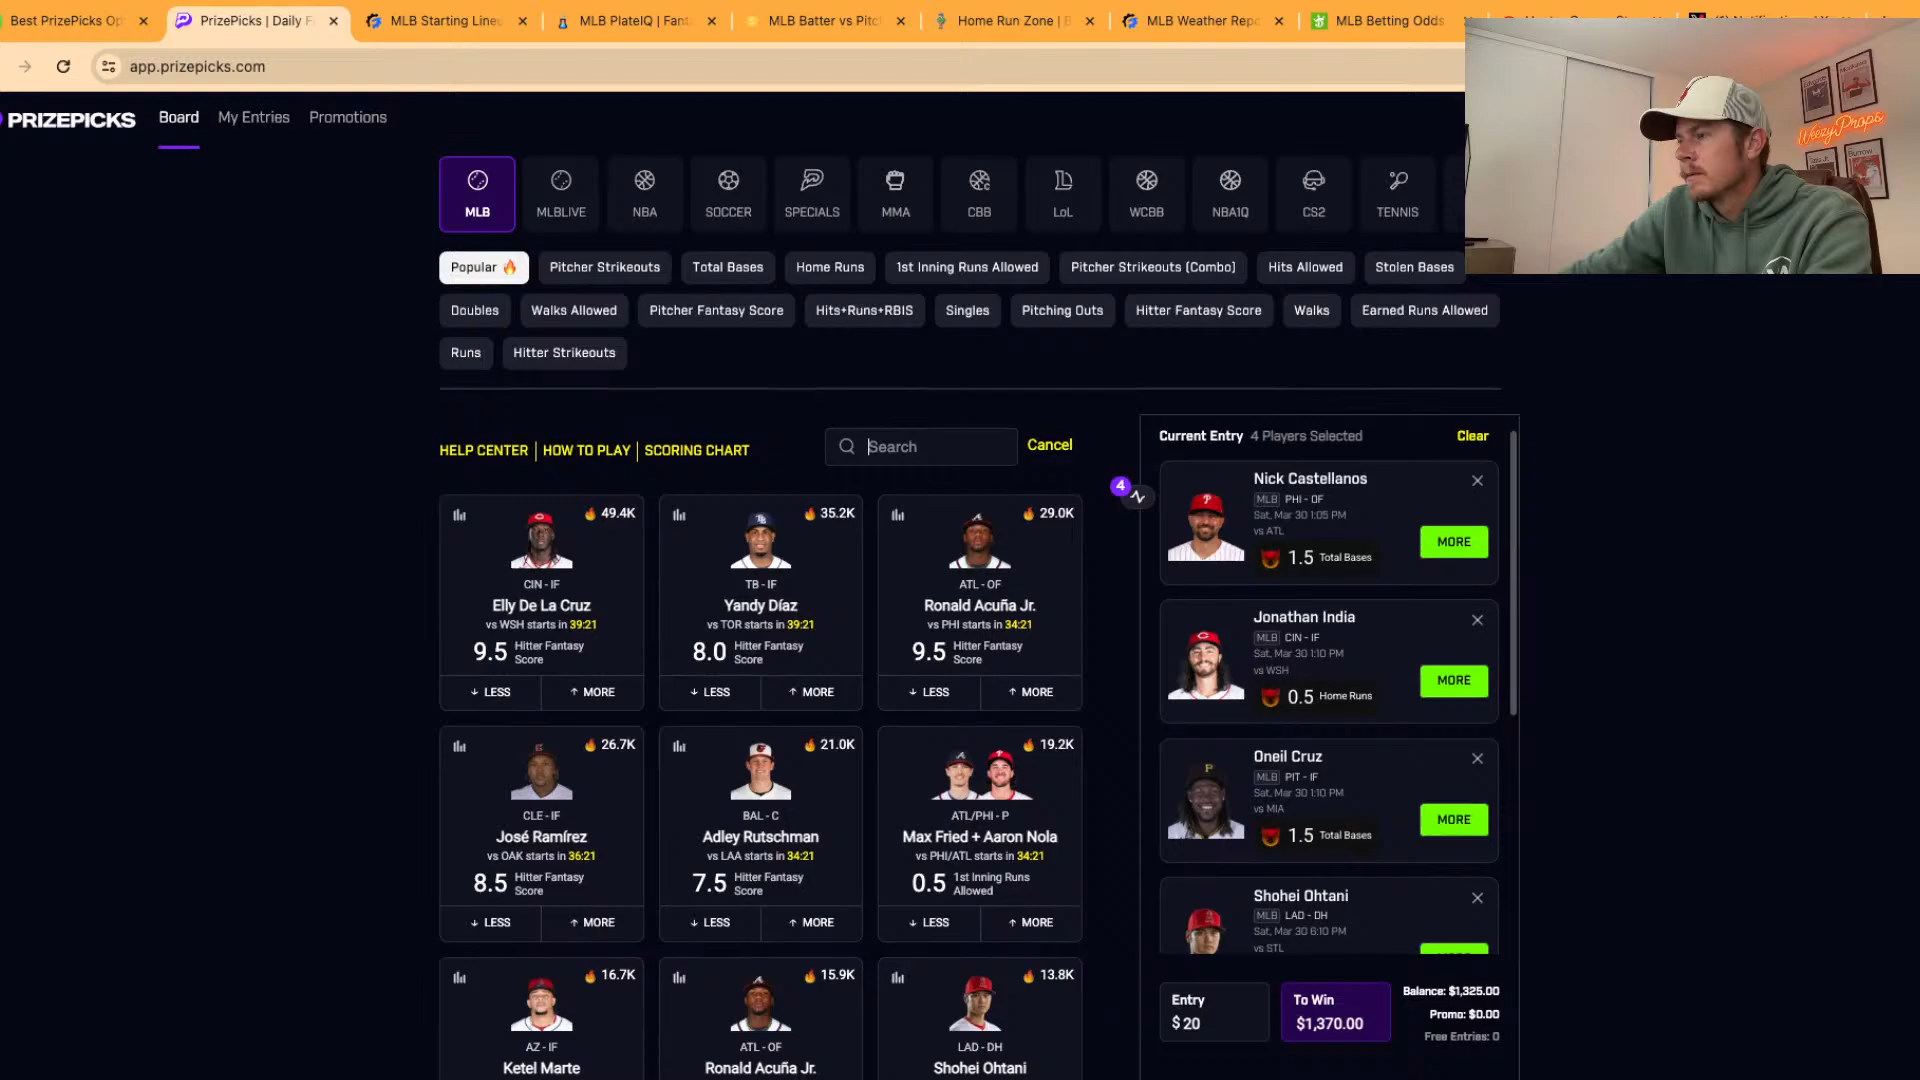 Best PrizePicks Op
PrizePicks | Daily F
MLB Starting Lineu
MLB PlateIQ | Fanta
MLB Batter vs Pitc
Home Run Zone | B
MLB Weather Repo
MLB Betting Odds
app.prizepicks.com
PRIZEPICKS
Board
My Entries
Promotions
MLB
MLBLIVE
NBA
SOCCER
SPECIALS
MMA
CBB
LoL
WCBB
NBA1Q
CS2
TENNIS
WeezyProps
Burrow
Popular
Pitcher Strikeouts
Total Bases
Home Runs
1st Inning Runs Allowed
Pitcher Strikeouts (Combo)
Hits Allowed
Stolen Bases
Doubles
Walks Allowed
Pitcher Fantasy Score
Hits+Runs+RBIS
Singles
Pitching Outs
Hitter Fantasy Score
Walks
Earned Runs Allowed
Runs
Hitter Strikeouts
HELP CENTER
HOW TO PLAY
SCORING CHART
Search
Cancel
49.4K
CIN - IF
Elly De La Cruz
vs WSH starts in 39:21
9.5 Hitter Fantasy
Score
LESS
MORE
35.2K
TB - IF
Yandy Díaz
vs TOR starts in 39:21
8.0 Hitter Fantasy
Score
LESS
MORE
29.0K
ATL - OF
Ronald Acuña Jr.
vs PHI starts in 34:21
9.5 Hitter Fantasy
Score
LESS
MORE
26.7K
CLE - IF
José Ramírez
vs OAK starts in 36:21
8.5 Hitter Fantasy
Score
LESS
MORE
21.0K
BAL - C
Adley Rutschman
vs LAA starts in 34:21
7.5 Hitter Fantasy
Score
LESS
MORE
19.2K
ATL/PHI - P
Max Fried + Aaron Nola
vs PHI/ATL starts in 34:21
0.5 1st Inning Runs
Allowed
LESS
MORE
16.7K
AZ - IF
Ketel Marte
15.9K
ATL - OF
Ronald Acuña Jr.
13.8K
LAD - DH
Shohei Ohtani
4
Current Entry 4 Players Selected
Clear
Nick Castellanos
MLB PHI - OF
Sat, Mar 30 1:05 PM
vs ATL
1.5 Total Bases
MORE
Jonathan India
MLB CIN - IF
Sat, Mar 30 1:10 PM
vs WSH
0.5 Home Runs
MORE
Oneil Cruz
MLB PIT - IF
Sat, Mar 30 1:10 PM
vs MIA
1.5 Total Bases
MORE
Shohei Ohtani
MLB LAD - DH
Sat, Mar 30 6:10 PM
vs STL
Entry
$ 20
To Win
$1,370.00
Balance: $1,325.00
Promo: $0.00
Free Entries: 0